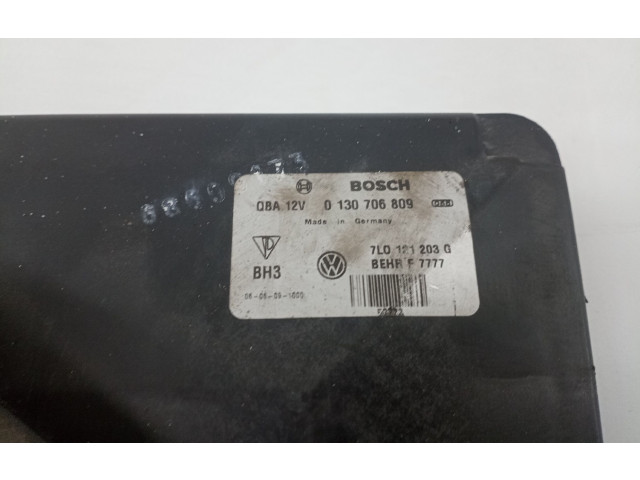 BOSCH
QBA 12V 0 130 706 809
Made in Germany
7L0 121 203 G
BH3 BEHR F 7777